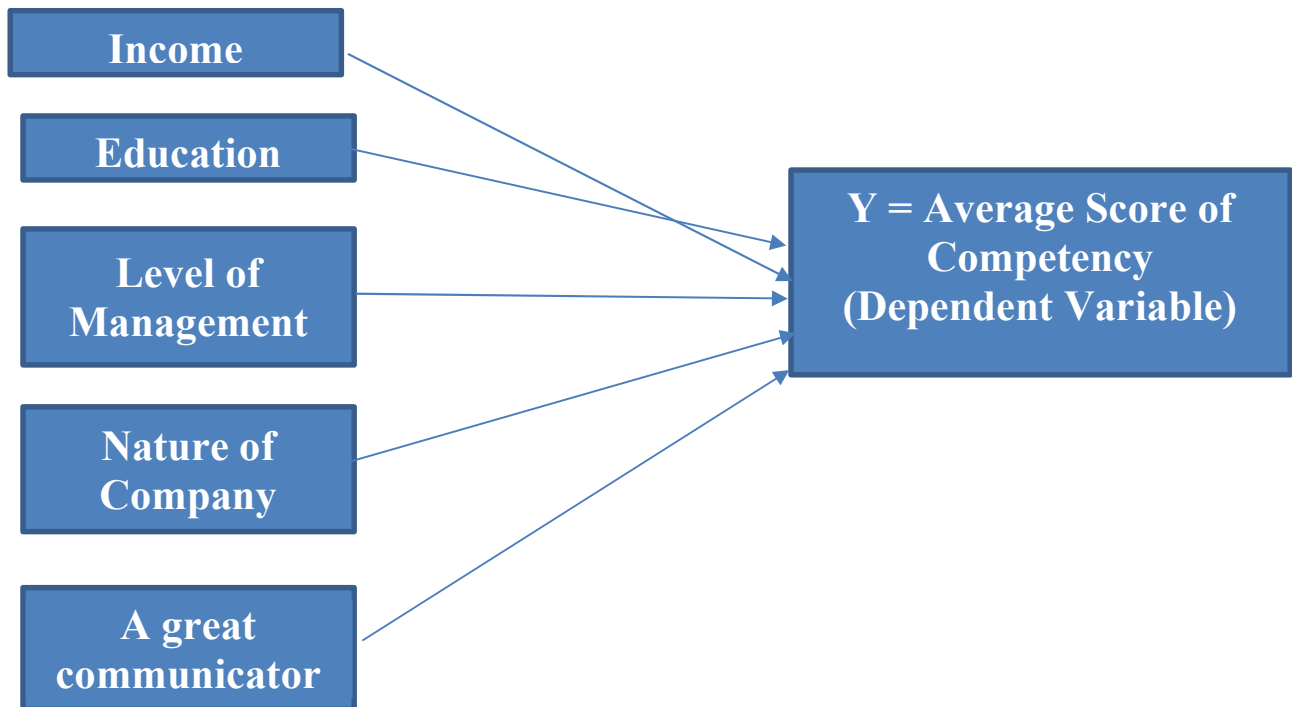 Income
Education
Level of
Management
Nature of
Company
A great
communicator
Y = Average Score of
Competency
(Dependent Variable)